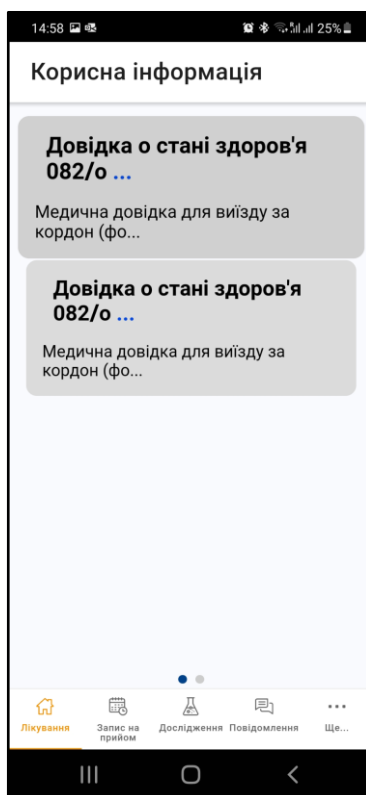 14:58 25%
Корисна інформація
Довідка о стані здоров'я
082/о ...
Медична довідка для виїзду за
кордон (фо...
Довідка о стані здоров'я
082/о ...
Медична довідка для виїзду за
кордон (фо...
Лікування Запис на прийом Дослідження Повідомлення Ще...